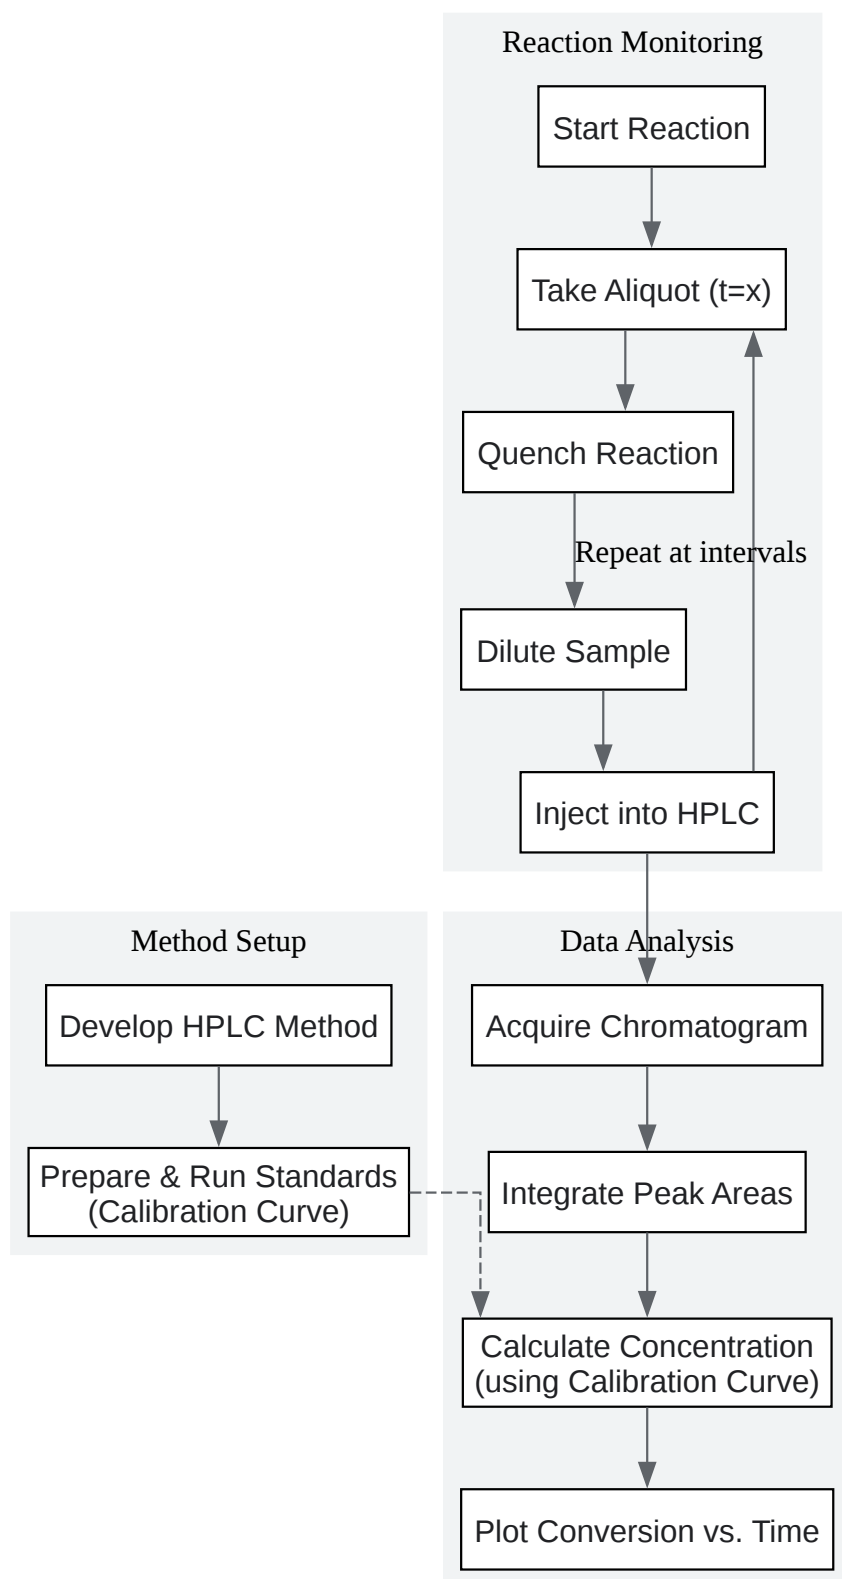 Reaction Monitoring
Start Reaction
Take Aliquot (t=x)
Quench Reaction
Repeat at intervals
Dilute Sample
Inject into HPLC
Method Setup
Develop HPLC Method
Prepare & Run Standards
(Calibration Curve)
Data Analysis
Acquire Chromatogram
Integrate Peak Areas
Calculate Concentration
(using Calibration Curve)
Plot Conversion vs. Time